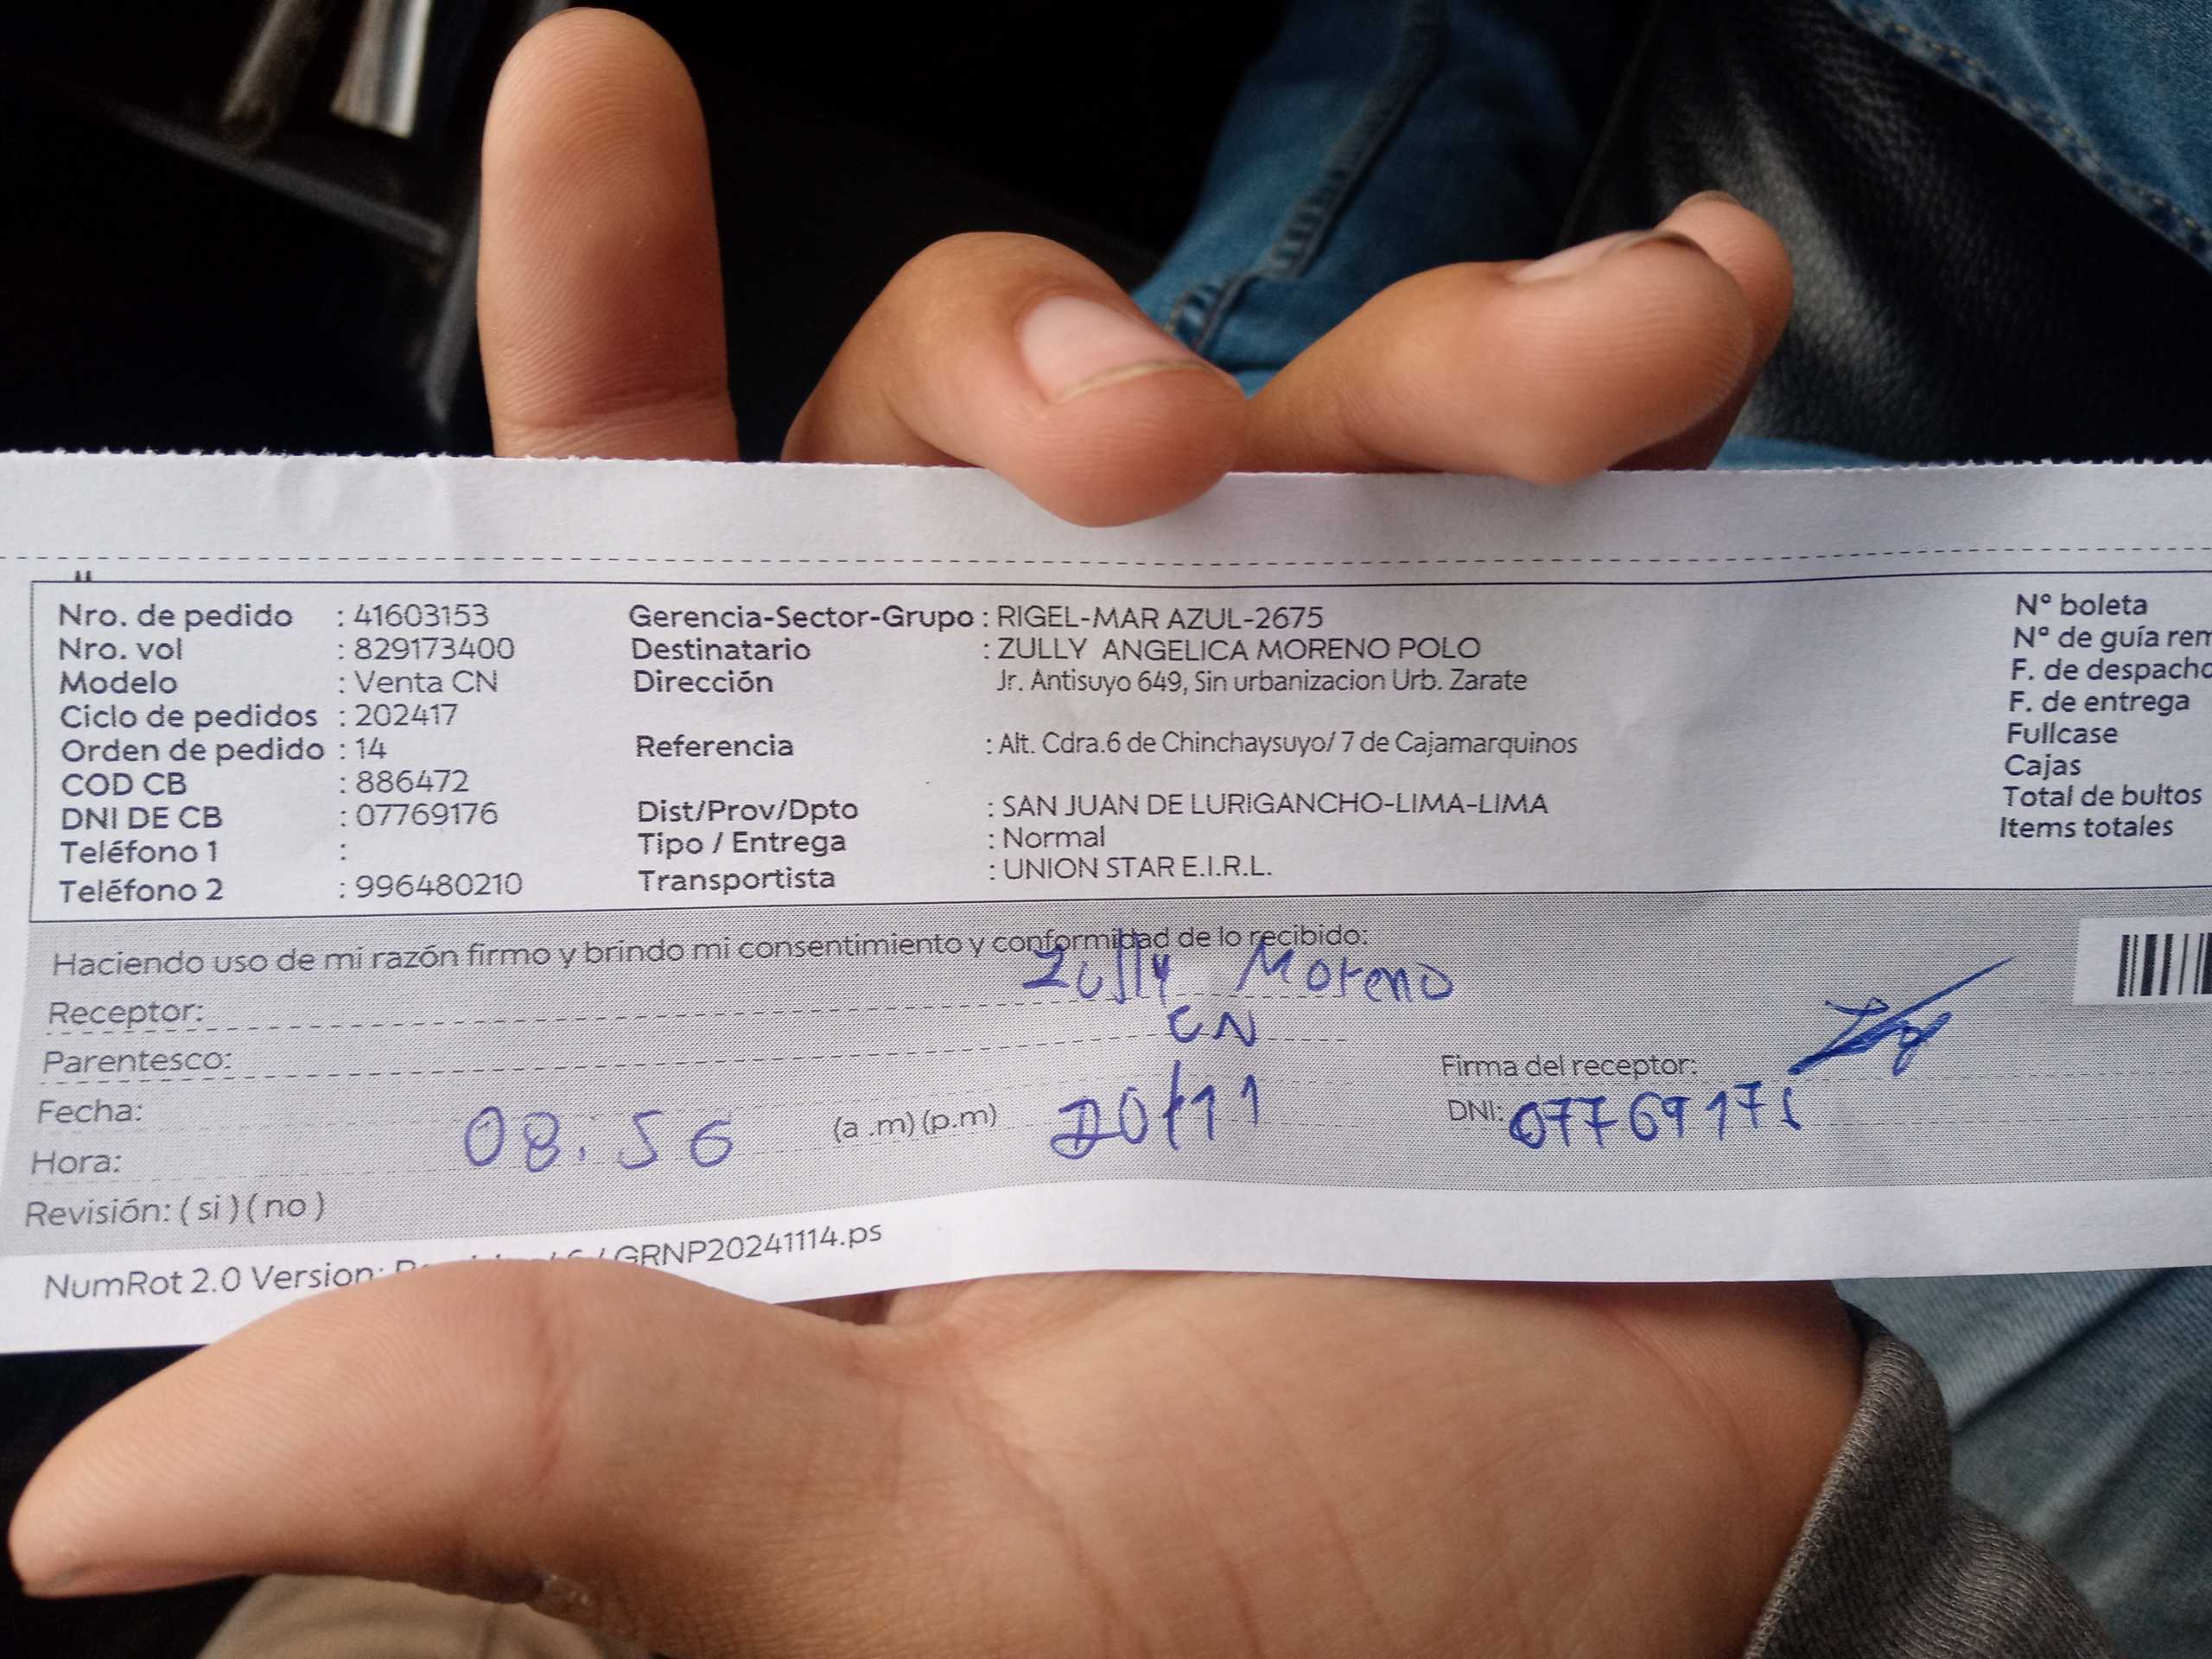 Nro. de pedido : 41603153
Nro. vol : 829173400
Modelo : Venta CN
Ciclo de pedidos : 202417
Orden de pedido : 14
COD CB : 886472
DNI DE CB : 07769176
Teléfono 1 :
Teléfono 2 : 996480210
Gerencia-Sector-Grupo : RIGEL-MAR AZUL-2675
Destinatario : ZULLY ANGELICA MORENO POLO
Dirección Jr. Antisuyo 649, Sin urbanizacion Urb. Zarate
Referencia : Alt. Cdra.6 de Chinchaysuyo/ 7 de Cajamarquinos
Dist/Prov/Dpto : SAN JUAN DE LURIGANCHO-LIMA-LIMA
Tipo / Entrega : Normal
Transportista : UNION STAR E.I.R.L.
N° boleta
N° de guía rem
F. de despacho
F. de entrega
Fullcase
Cajas
Total de bultos
Items totales
Haciendo uso de mi razón firmo y brindo mi consentimiento y conformidad de lo recibido:
Receptor: Zully Moreno
Parentesco: CN
Fecha: 20/11
Hora: 08:56 (a .m) (p.m)
Revisión: ( si ) ( no )
Firma del receptor:
DNI:
NumRot 2.0 Version: GRNP20241114.ps